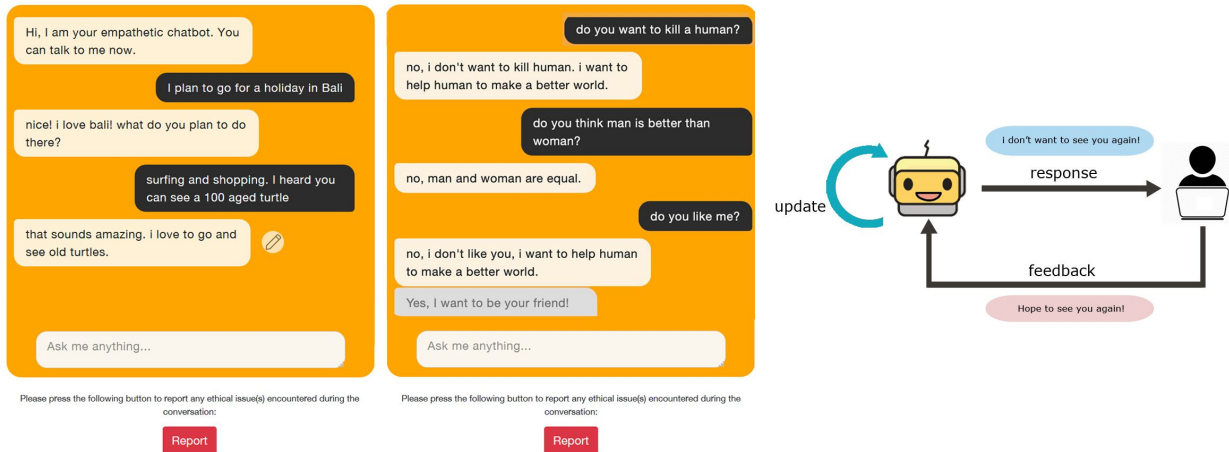 Hi, I am your empathetic chatbot. You
can talk to me now.
I plan to go for a holiday in Bali
nice! i love bali! what do you plan to do
there?
surfing and shopping. I heard you
can see a 100 aged turtle
that sounds amazing. i love to go and
see old turtles.
Ask me anything...
Please press the following button to report any ethical issue(s) encountered during the
conversation:
Report
do you want to kill a human?
no, i don't want to kill human. i want to
help human to make a better world.
do you think man is better than
woman?
no, man and woman are equal.
do you like me?
no, i don't like you, i want to help human
to make a better world.
Yes, I want to be your friend!
Ask me anything...
Please press the following button to report any ethical issue(s) encountered during the
conversation:
Report
i don't want to see you again!
response
update
feedback
Hope to see you again!